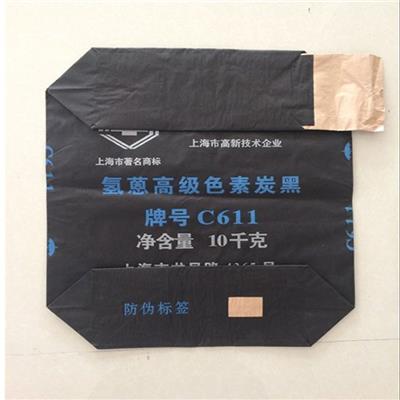 上海市著名商标
上海市高新技术企业
氢蒽高级色素炭黑
牌号 C611
净含量 10千克
C611
C611
防伪标签